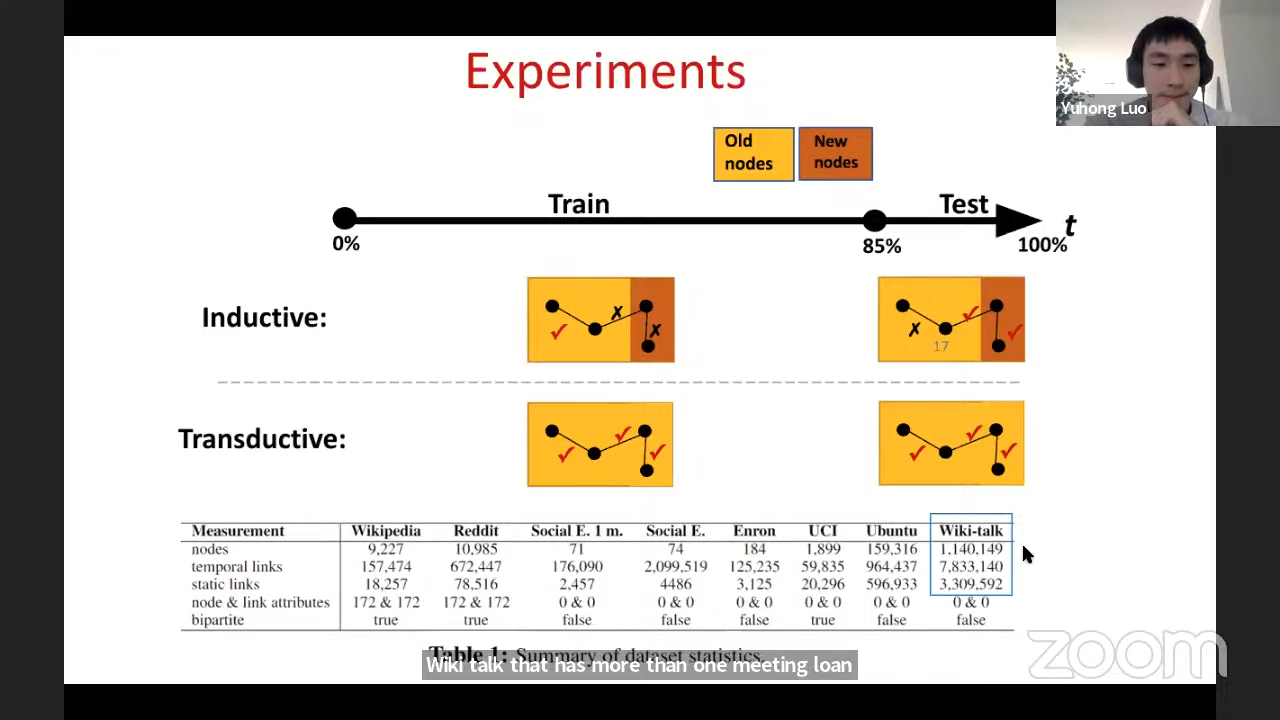 Experiments
Yuhong Luo
Old nodes
New nodes
Train
Test
t
0%
85%
100%
Inductive:
17
Transductive:
Measurement Wikipedia Reddit Social E. 1 m. Social E. Enron UCI Ubuntu Wiki-talk
nodes 9,227 10,985 71 74 184 1,899 159,316 1,140,149
temporal links 157,474 672,447 176,090 2,099,519 125,235 59,835 964,437 7,833,140
static links 18,257 78,516 2,457 4486 3,125 20,296 596,933 3,309,592
node & link attributes 172 & 172 172 & 172 0 & 0 0 & 0 0 & 0 0 & 0 0 & 0 0 & 0
bipartite true true false false false true false false
Table 1: Summary of dataset statistics.
Wiki talk that has more than one meeting loan
zoom